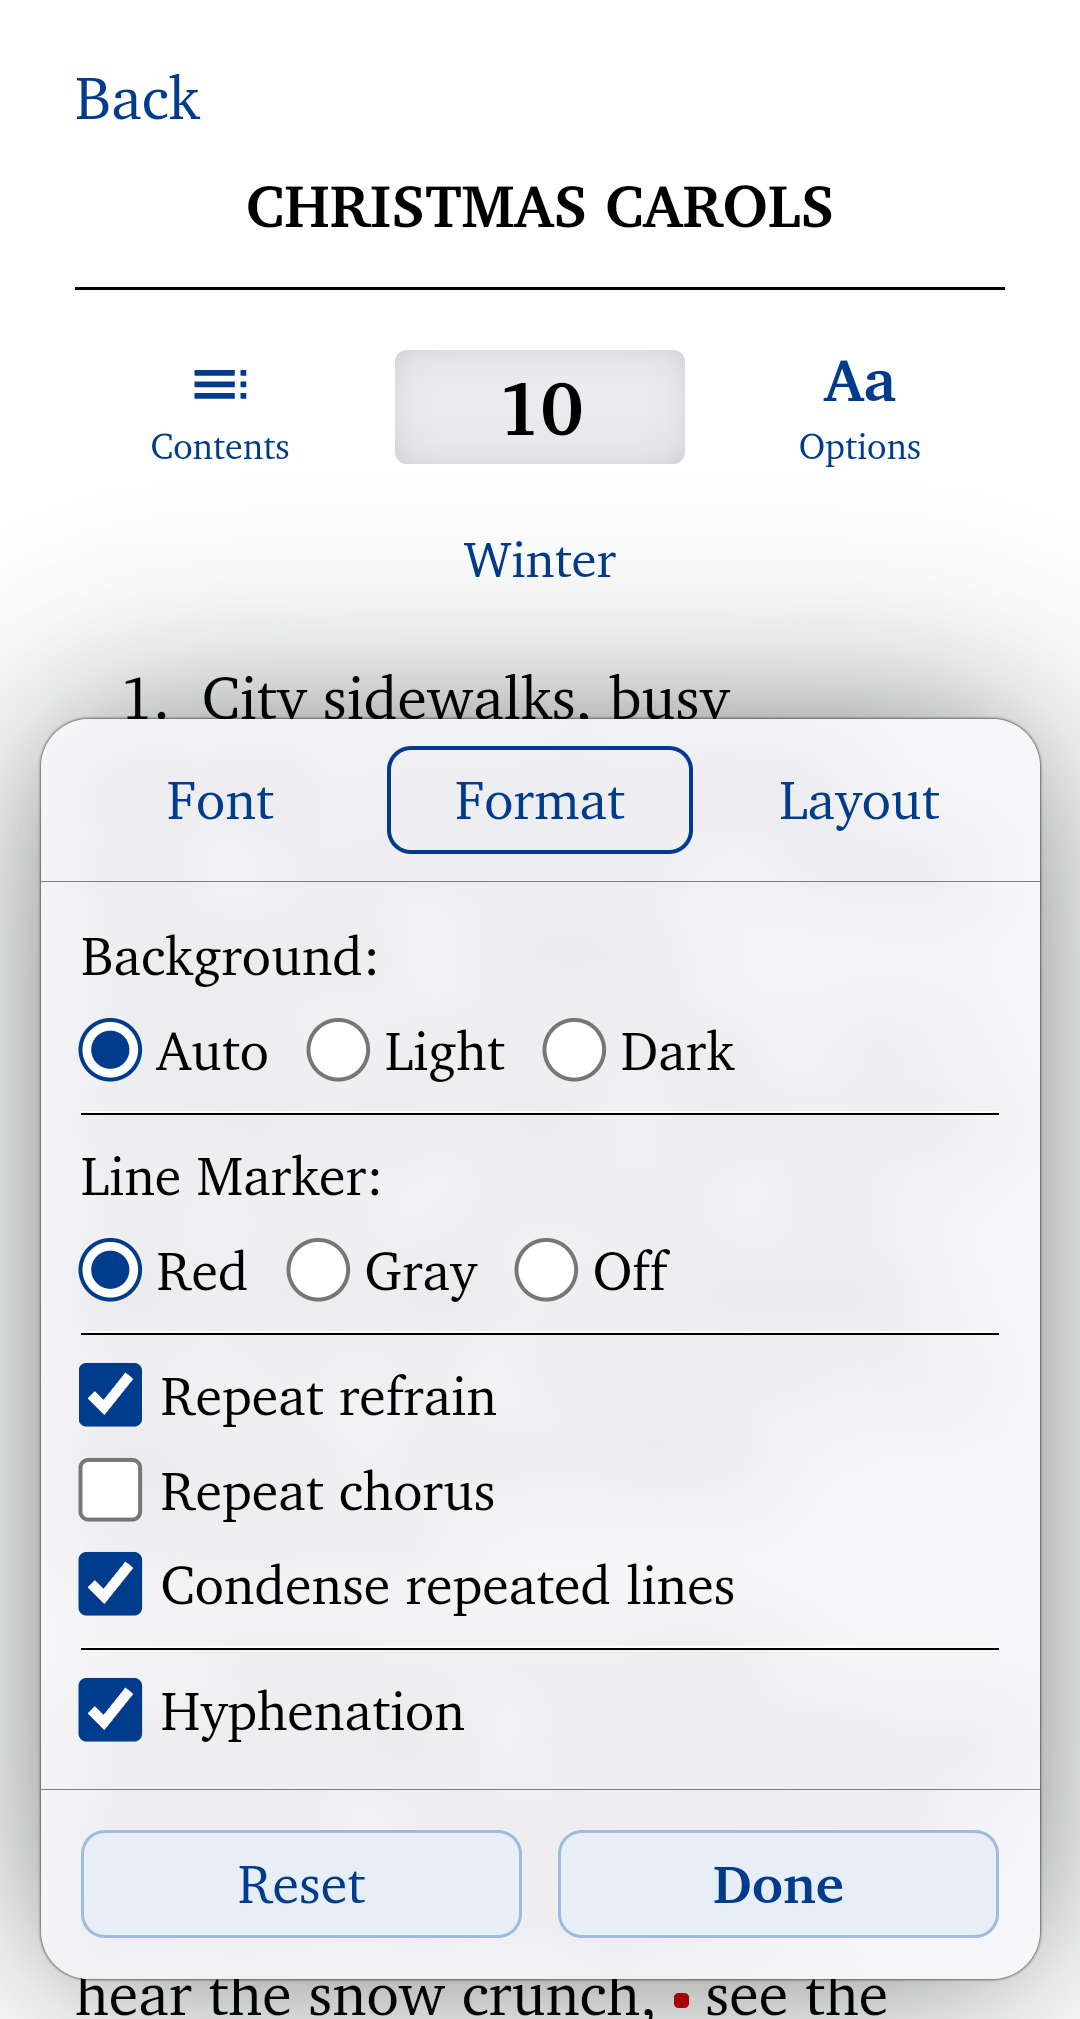 Back
CHRISTMAS CAROLS
Contents
10
Aa
Options
Winter
1. City sidewalks, busy
Font
Format
Layout
Background:
Auto
Light
Dark
Line Marker:
Red
Gray
Off
Repeat refrain
Repeat chorus
Condense repeated lines
Hyphenation
Reset
Done
hear the snow crunch, ▪ see the